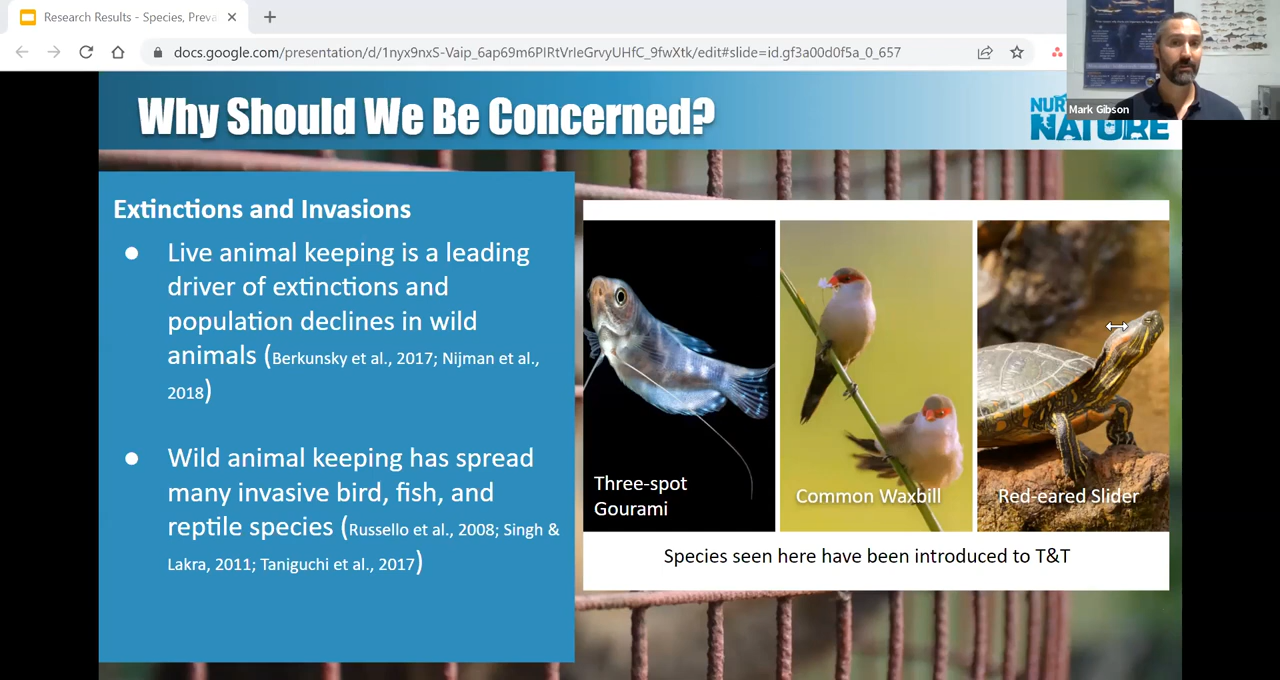 Research Results - Species, Preva
docs.google.com/presentation/d/1nyx9nxS-Vaip_6ap69m6PIRtVrIeGrvyUHfC_9fwXtk/edit#slide=id.gf3a00d0f5a_0_657
Mark Gibson
Why Should We Be Concerned?
NATURE
Extinctions and Invasions
● Live animal keeping is a leading
driver of extinctions and
population declines in wild
animals (Berkunsky et al., 2017; Nijman et al.,
2018)
● Wild animal keeping has spread
many invasive bird, fish, and
reptile species (Russello et al., 2008; Singh &
Lakra, 2011; Taniguchi et al., 2017)
Three-spot
Gourami
Common Waxbill
Red-eared Slider
Species seen here have been introduced to T&T